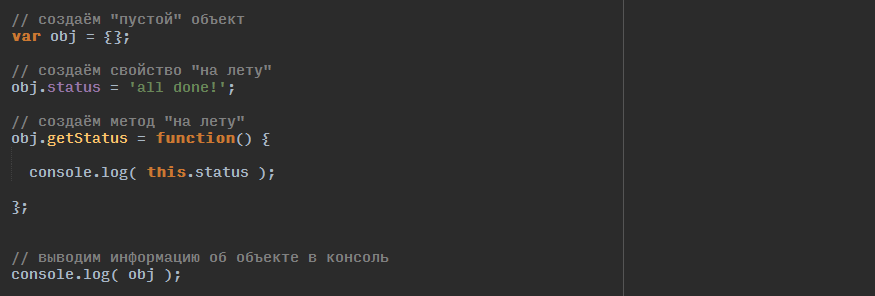 // создаём "пустой" объект
var obj = {};
// создаём свойство "на лету"
obj.status = 'all done!';
// создаём метод "на лету"
obj.getStatus = function() {
console.log( this.status );
};
// выводим информацию об объекте в консоль
console.log( obj );